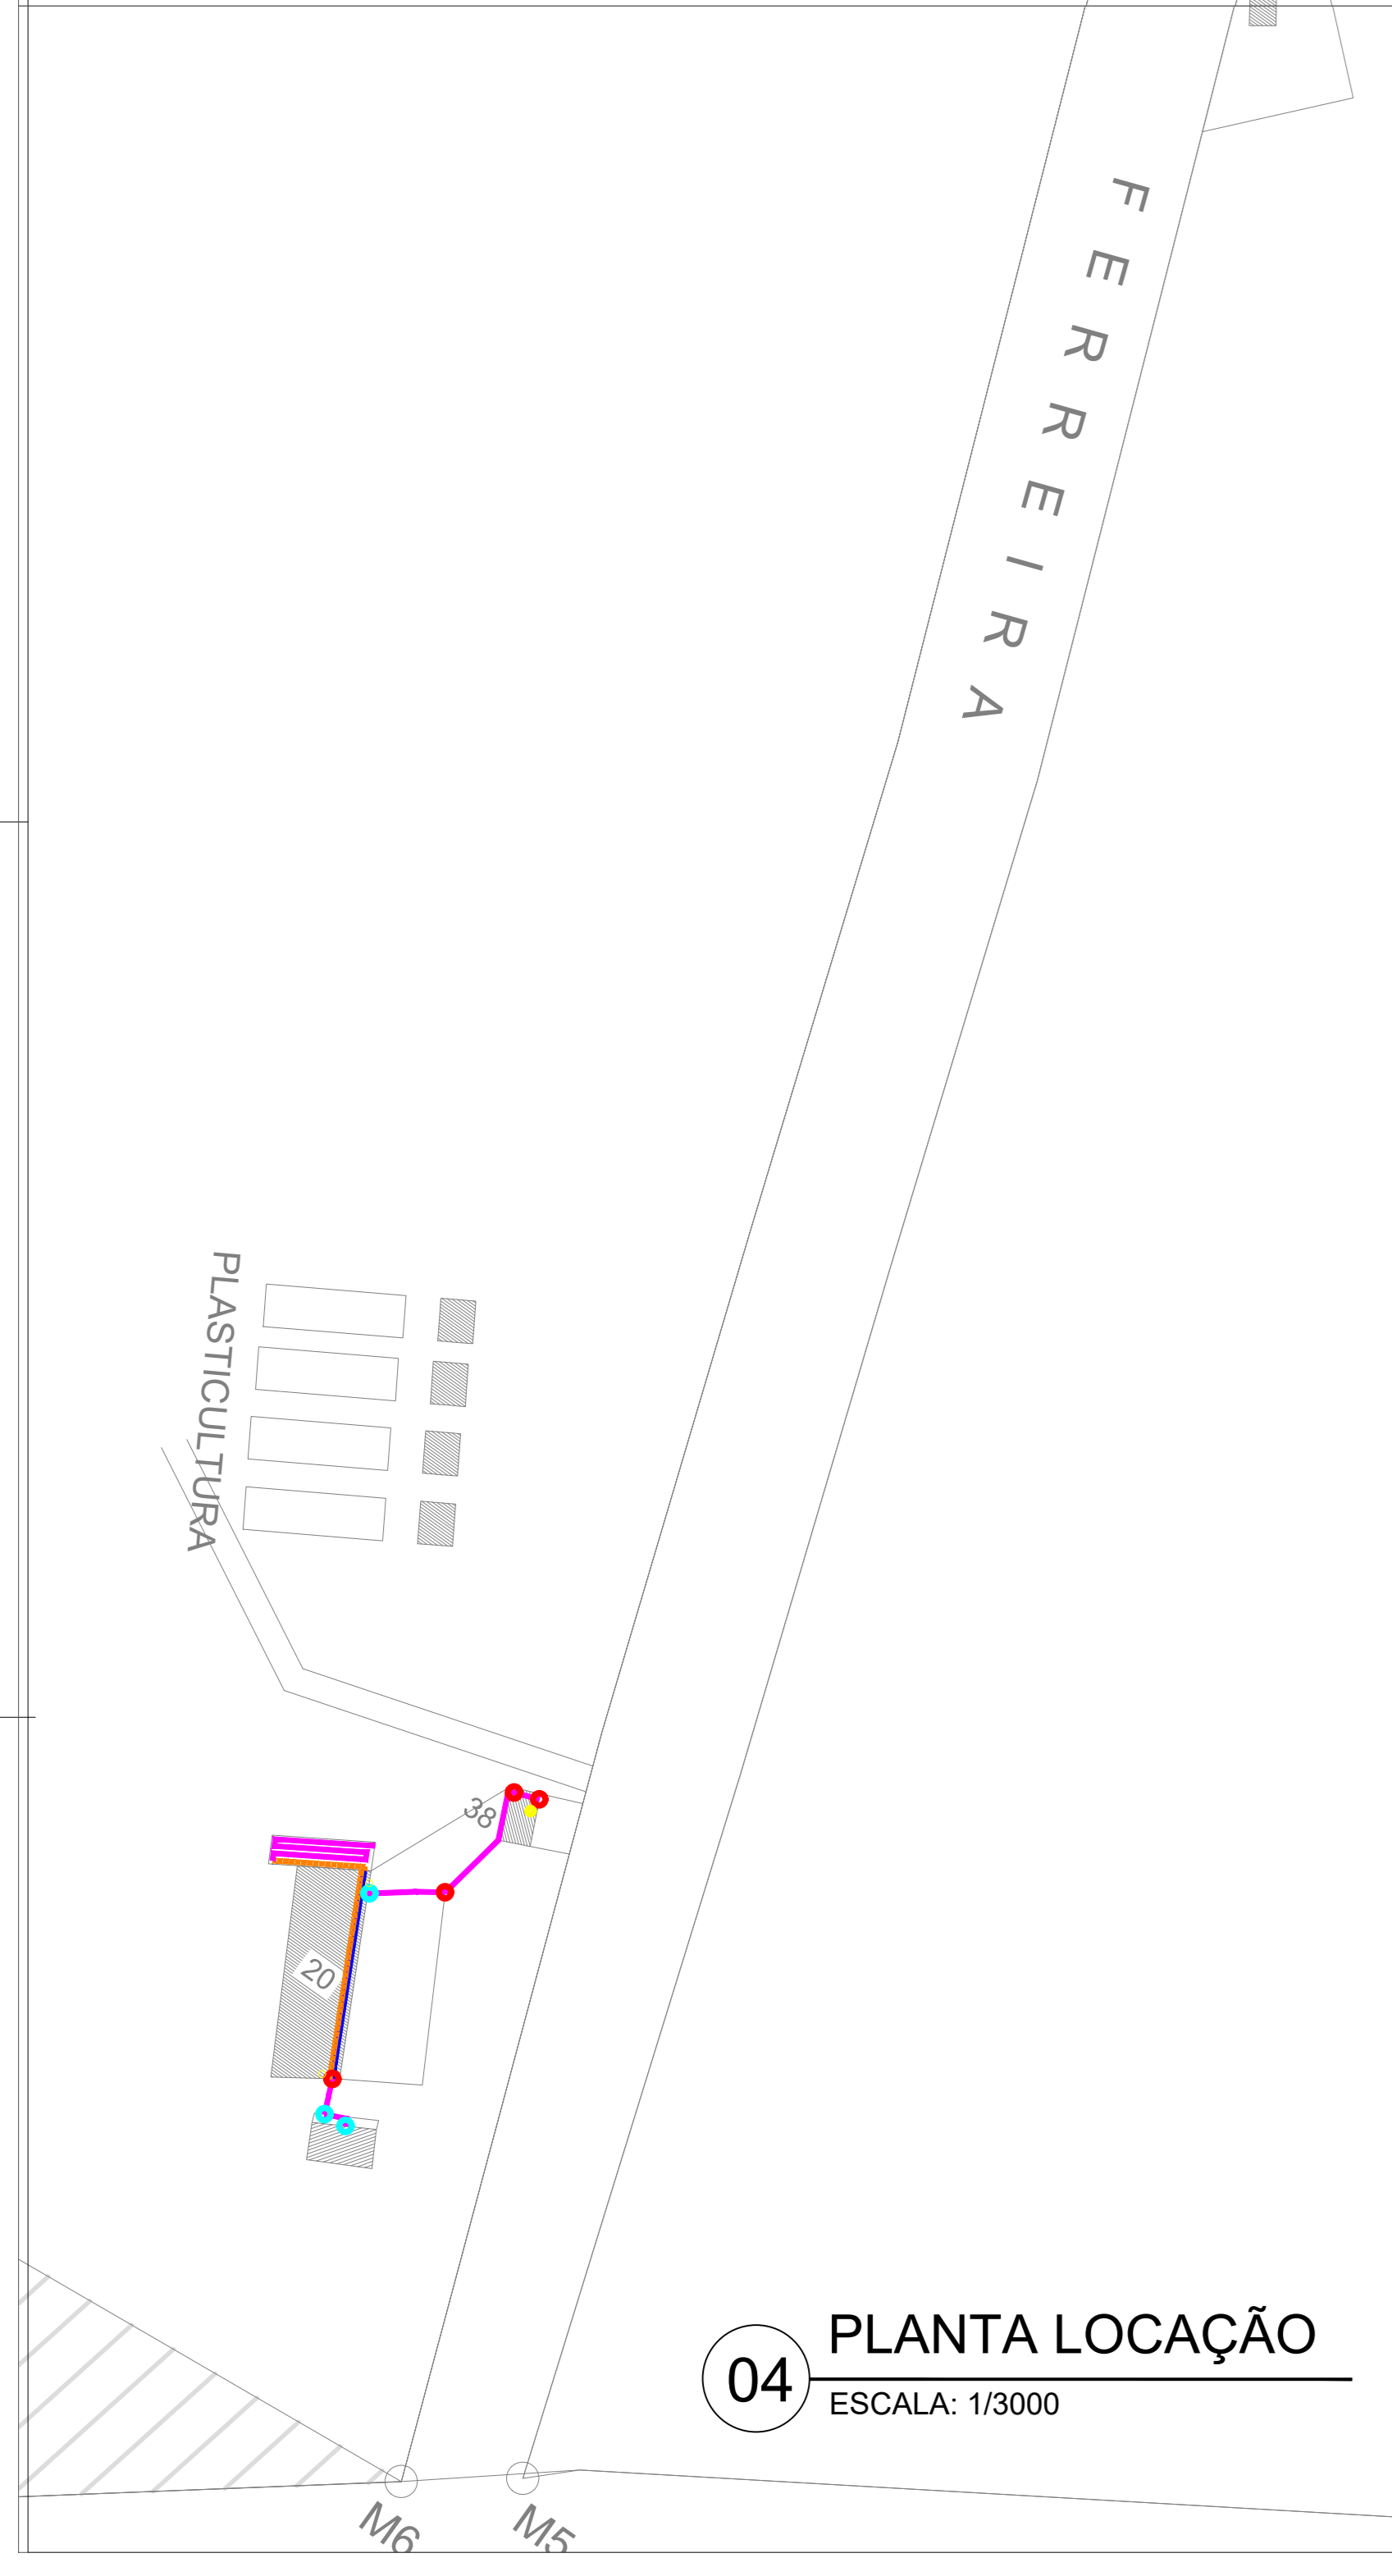 FERREIRA
PLASTICULTURA
38
20
PLANTA LOCAÇÃO
04
ESCALA: 1/3000
M6
M5